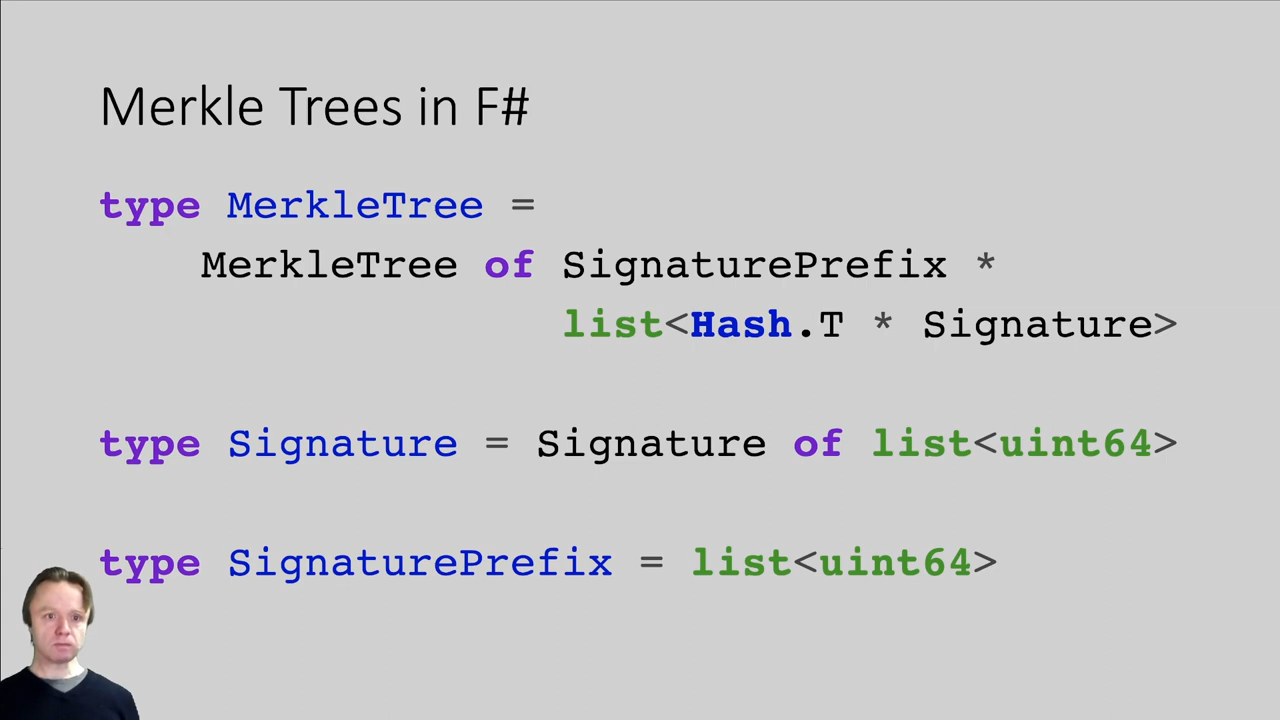 Merkle Trees in F#
type MerkleTree =
MerkleTree of SignaturePrefix *
list<Hash.T * Signature>
type Signature = Signature of list<uint64>
type SignaturePrefix = list<uint64>